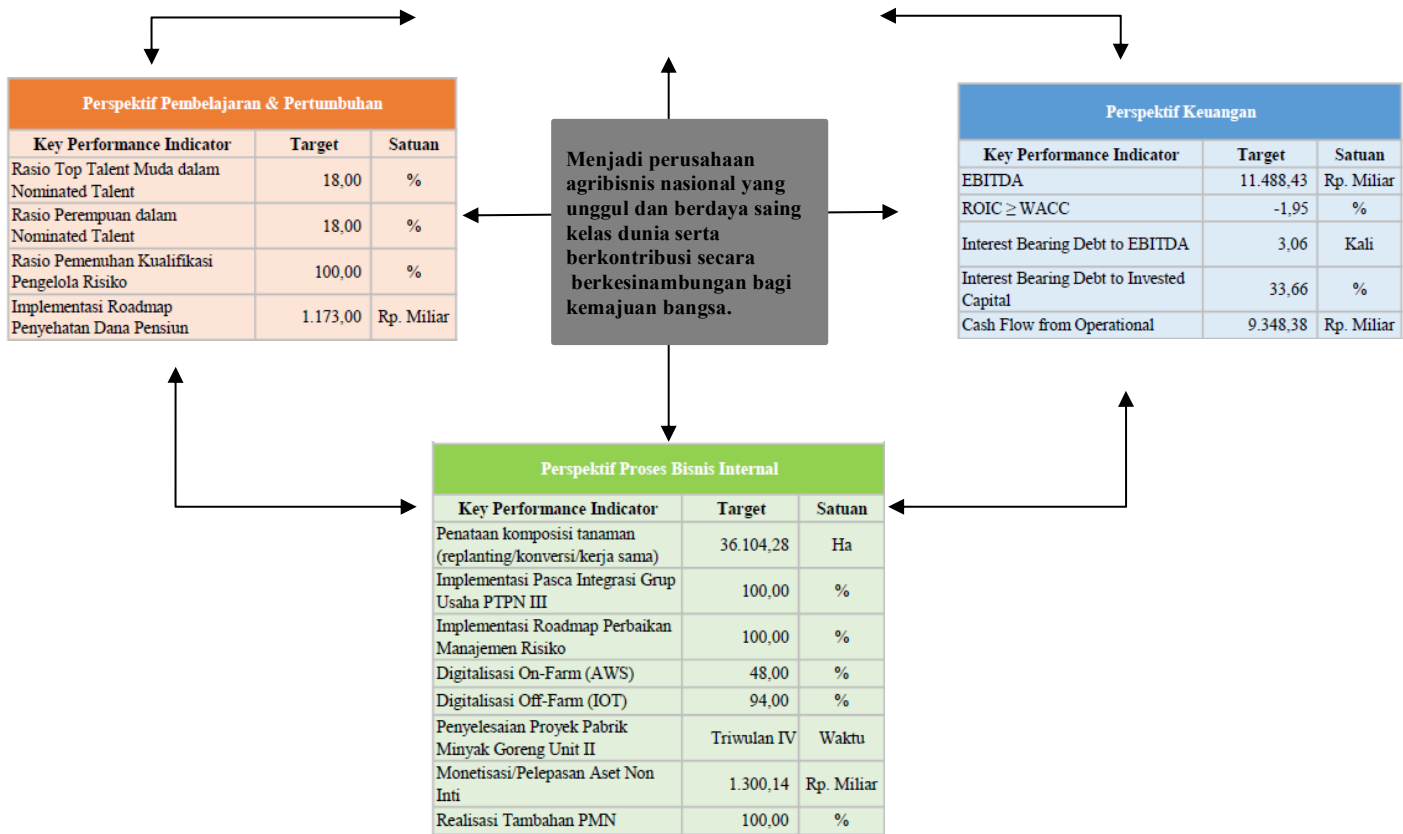 Perspektif Pembelajaran & Pertumbuhan
Key Performance Indicator Target Satuan
Rasio Top Talent Muda dalam
Nominated Talent 18,00 %
Rasio Perempuan dalam
Nominated Talent 18,00 %
Rasio Pemenuhan Kualifikasi
Pengelola Risiko 100,00 %
Implementasi Roadmap
Penyehatan Dana Pensiun 1.173,00 Rp. Miliar
Menjadi perusahaan
agribisnis nasional yang
unggul dan berdaya saing
kelas dunia serta
berkontribusi secara
berkesinambungan bagi
kemajuan bangsa.
Perspektif Keuangan
Key Performance Indicator Target Satuan
EBITDA 11.488,43 Rp. Miliar
ROIC ≥ WACC -1,95 %
Interest Bearing Debt to EBITDA 3,06 Kali
Interest Bearing Debt to Invested
Capital 33,66 %
Cash Flow from Operational 9.348,38 Rp. Miliar
Perspektif Proses Bisnis Internal
Key Performance Indicator Target Satuan
Penataan komposisi tanaman
(replanting/konversi/kerja sama) 36.104,28 Ha
Implementasi Pasca Integrasi Grup
Usaha PTPN III 100,00 %
Implementasi Roadmap Perbaikan
Manajemen Risiko 100,00 %
Digitalisasi On-Farm (AWS) 48,00 %
Digitalisasi Off-Farm (IOT) 94,00 %
Penyelesaian Proyek Pabrik
Minyak Goreng Unit II Triwulan IV Waktu
Monetisasi/Pelepasan Aset Non
Inti 1.300,14 Rp. Miliar
Realisasi Tambahan PMN 100,00 %